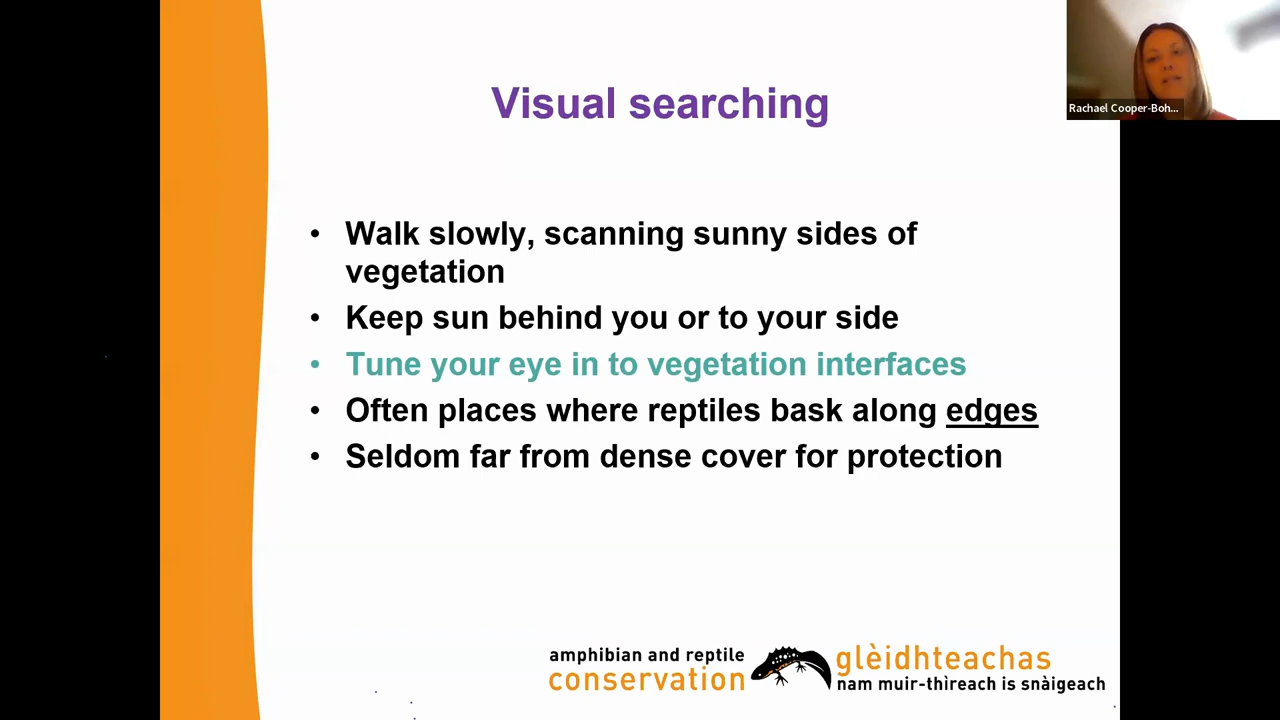 Visual searching
Rachael Cooper-Boh...
• Walk slowly, scanning sunny sides of
vegetation
• Keep sun behind you or to your side
• Tune your eye in to vegetation interfaces
• Often places where reptiles bask along edges
• Seldom far from dense cover for protection
amphibian and reptile
conservation
glèidhteachas
nam muir-thìreach is snàigeach